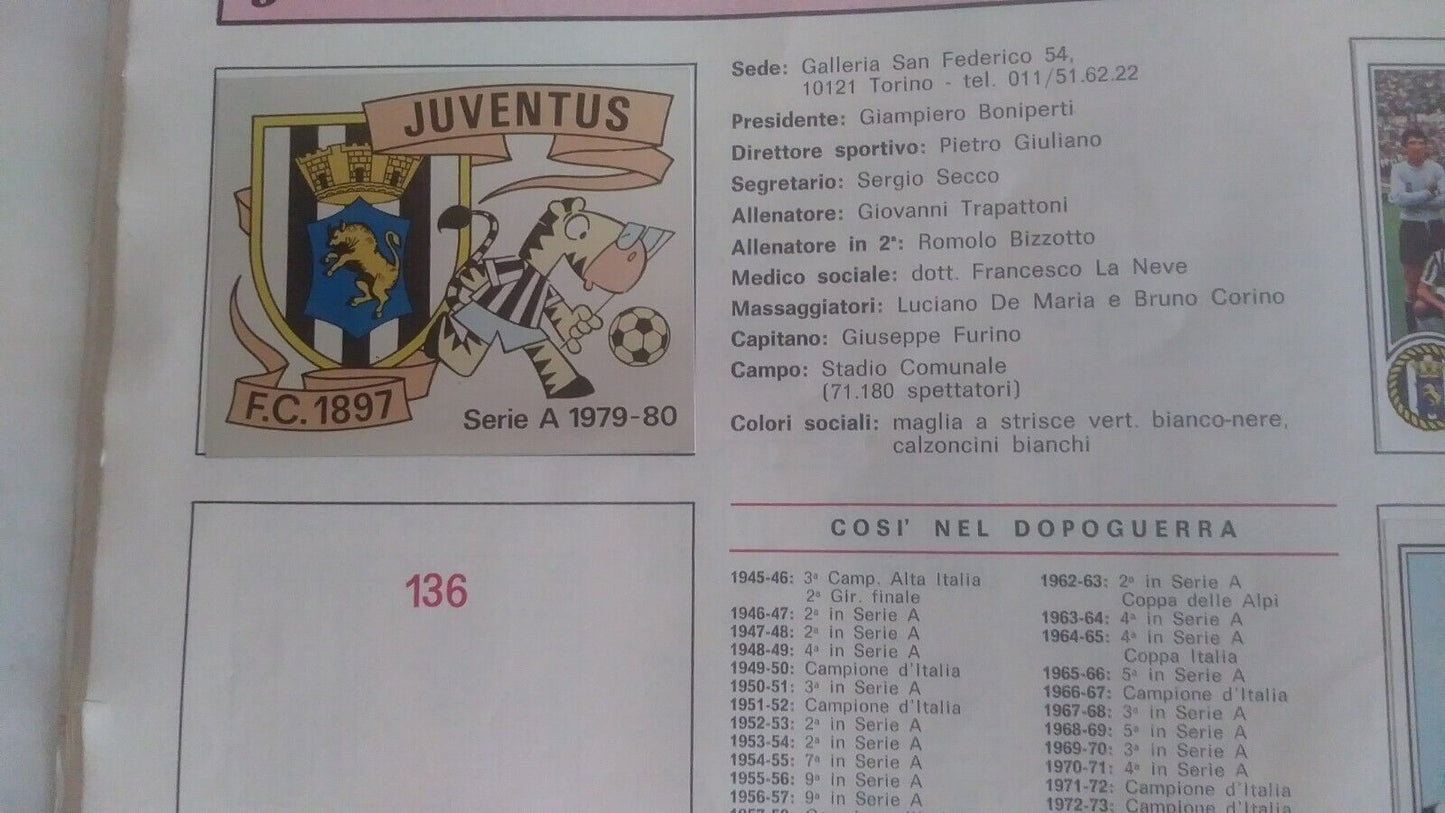 JUVENTUS
F.C. 1897
Serie A 1979-80
Sede: Galleria San Federico 54,
10121 Torino - tel. 011/51.62.22
Presidente: Giampiero Boniperti
Direttore sportivo: Pietro Giuliano
Segretario: Sergio Secco
Allenatore: Giovanni Trapattoni
Allenatore in 2ª: Romolo Bizzotto
Medico sociale: dott. Francesco La Neve
Massaggiatori: Luciano De Maria e Bruno Corino
Capitano: Giuseppe Furino
Campo: Stadio Comunale
(71.180 spettatori)
Colori sociali: maglia a strisce vert. bianco-nere,
calzoncini bianchi
136
COSI' NEL DOPOGUERRA
1945-46: 3ª Camp. Alta Italia
2ª Gir. finale
1946-47: 2ª in Serie A
1947-48: 2ª in Serie A
1948-49: 4ª in Serie A
1949-50: Campione d'Italia
1950-51: 3ª in Serie A
1951-52: Campione d'Italia
1952-53: 2ª in Serie A
1953-54: 2ª in Serie A
1954-55: 7ª in Serie A
1955-56: 9ª in Serie A
1956-57: 9ª in Serie A
1962-63: 2ª in Serie A
Coppa delle Alpi
1963-64: 4ª in Serie A
1964-65: 4ª in Serie A
Coppa Italia
1965-66: 5ª in Serie A
1966-67: Campione d'Italia
1967-68: 3ª in Serie A
1968-69: 5ª in Serie A
1969-70: 3ª in Serie A
1970-71: 4ª in Serie A
1971-72: Campione d'Italia
1972-73: Campione d'Italia